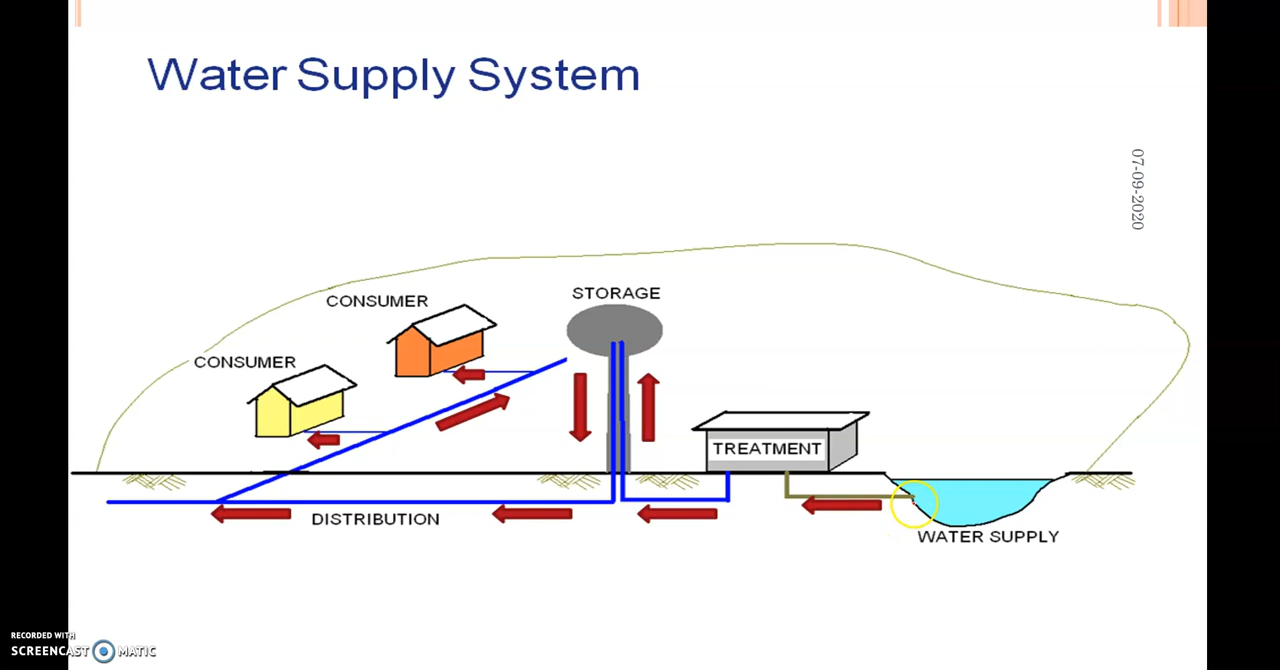 Water Supply System
07-09-2020
STORAGE
CONSUMER
CONSUMER
TREATMENT
DISTRIBUTION
WATER SUPPLY
RECORDED WITH
SCREENCAST MATIC